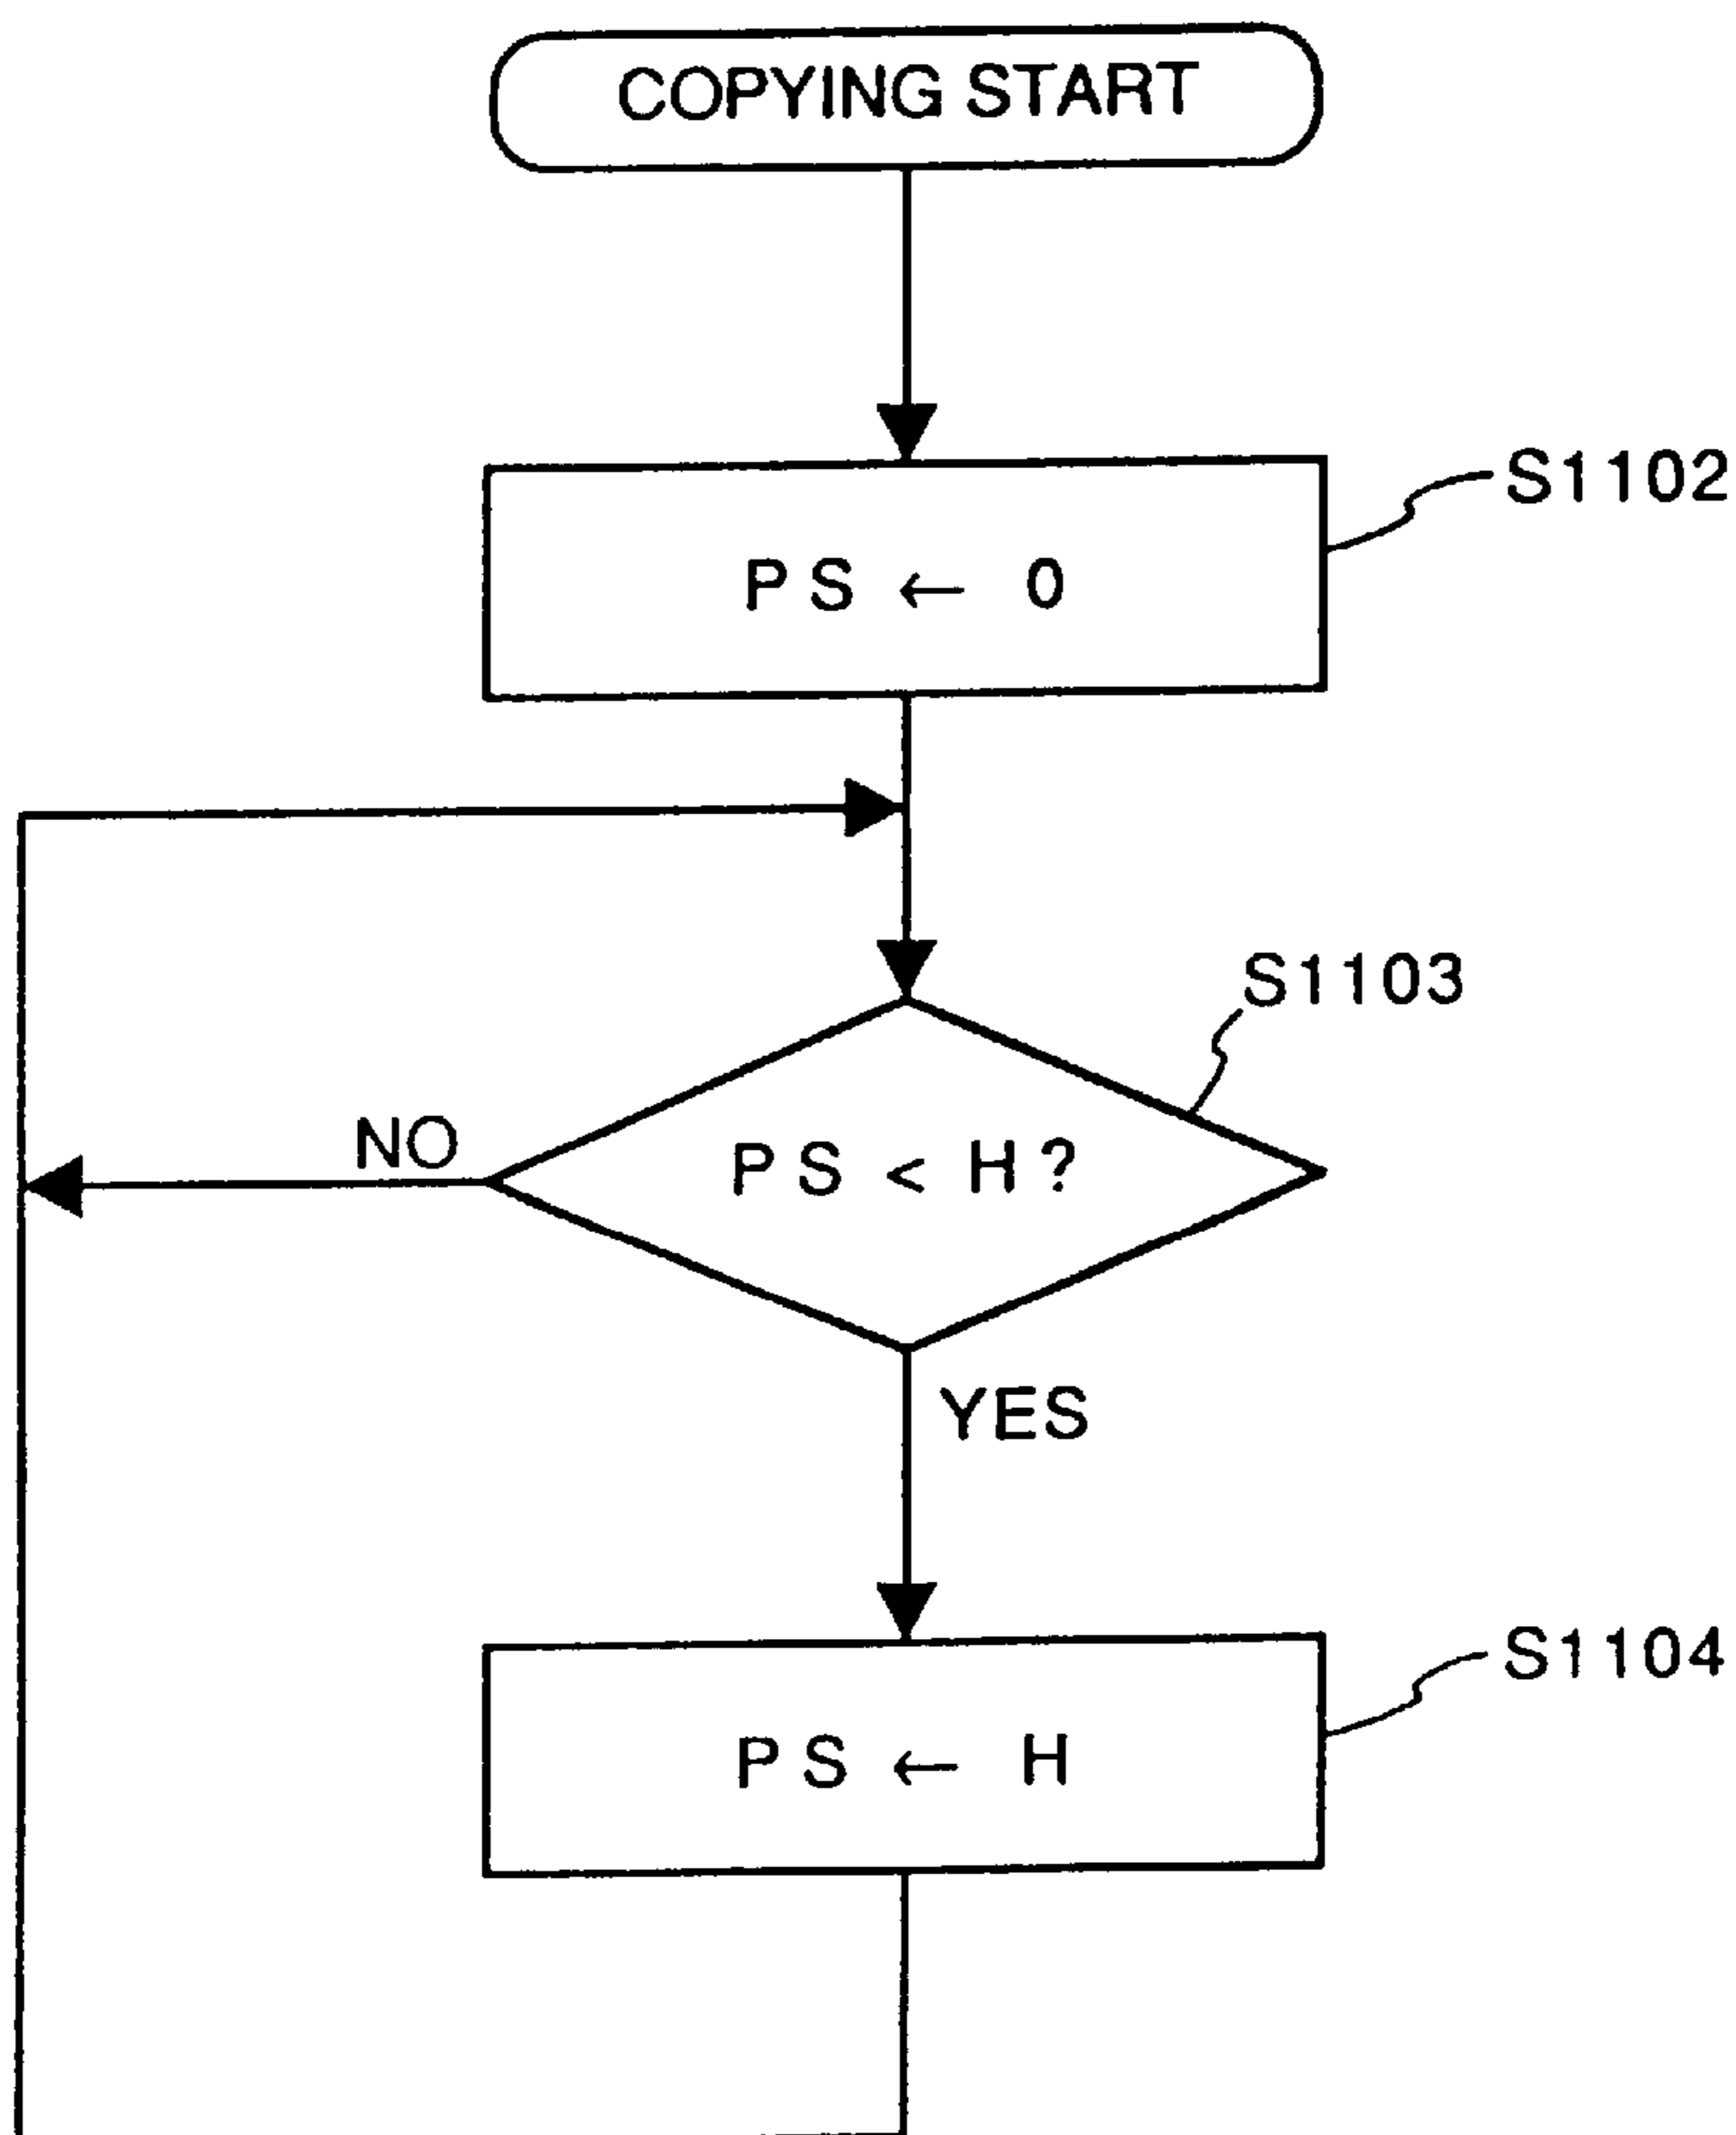 COPYING START
S1102
PS ← 0
S1103
NO
PS < H?
YES
S1104
PS ← H